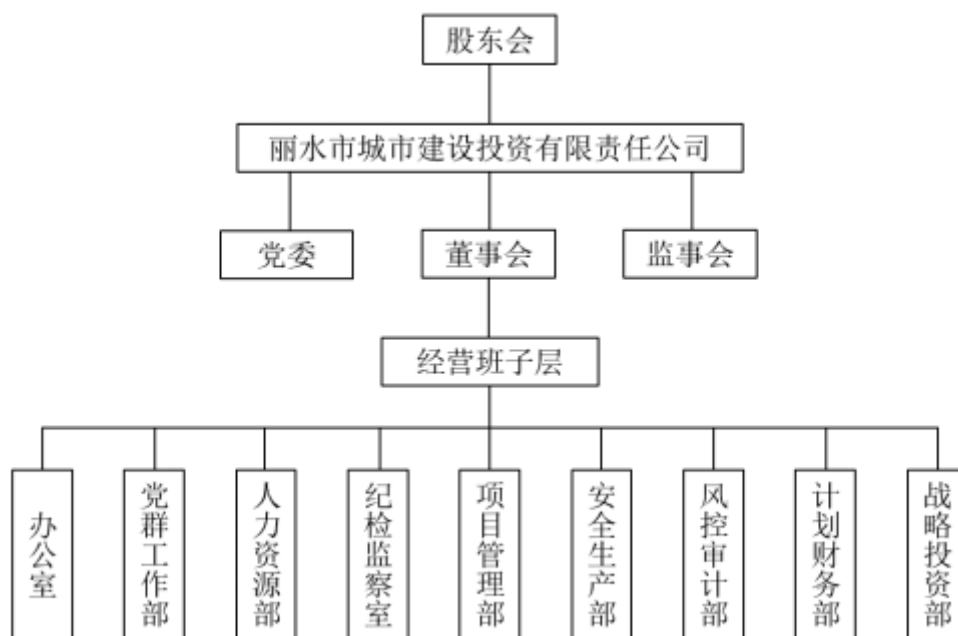 股东会
丽水市城市建设投资有限责任公司
党委
董事会
监事会
经营班子层
办公室
党群工作部
人力资源部
纪检监察室
项目管理部
安全生产部
风控审计部
计划财务部
战略投资部